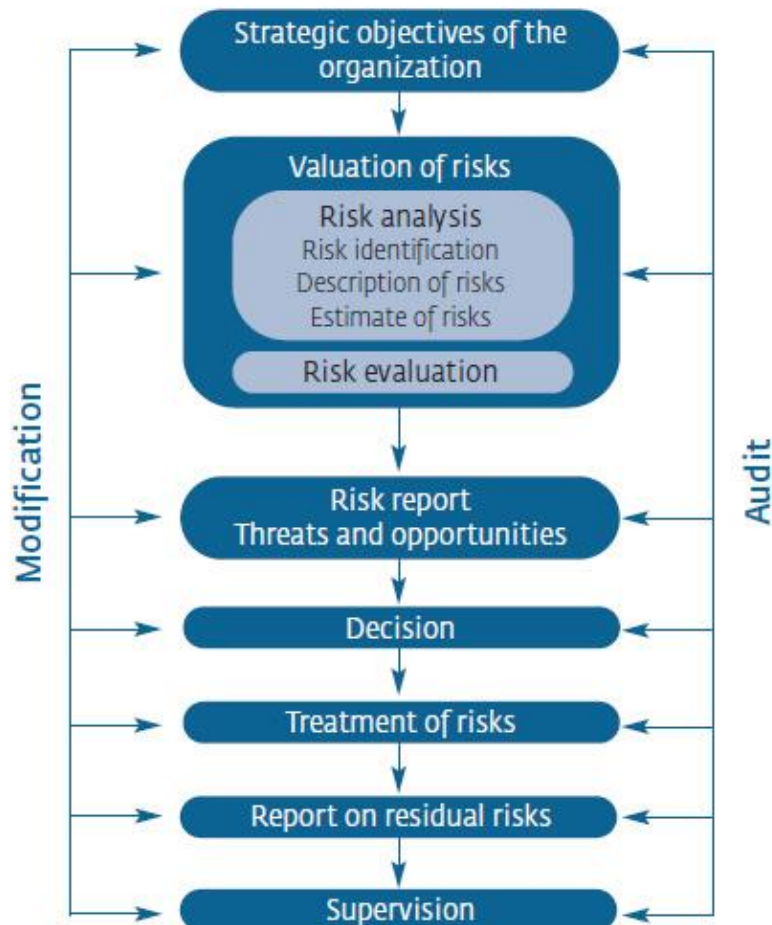 Strategic objectives of the
organization
Valuation of risks
Risk analysis
Risk identification
Description of risks
Estimate of risks
Risk evaluation
Risk report
Threats and opportunities
Decision
Treatment of risks
Report on residual risks
Supervision
Modification
Audit